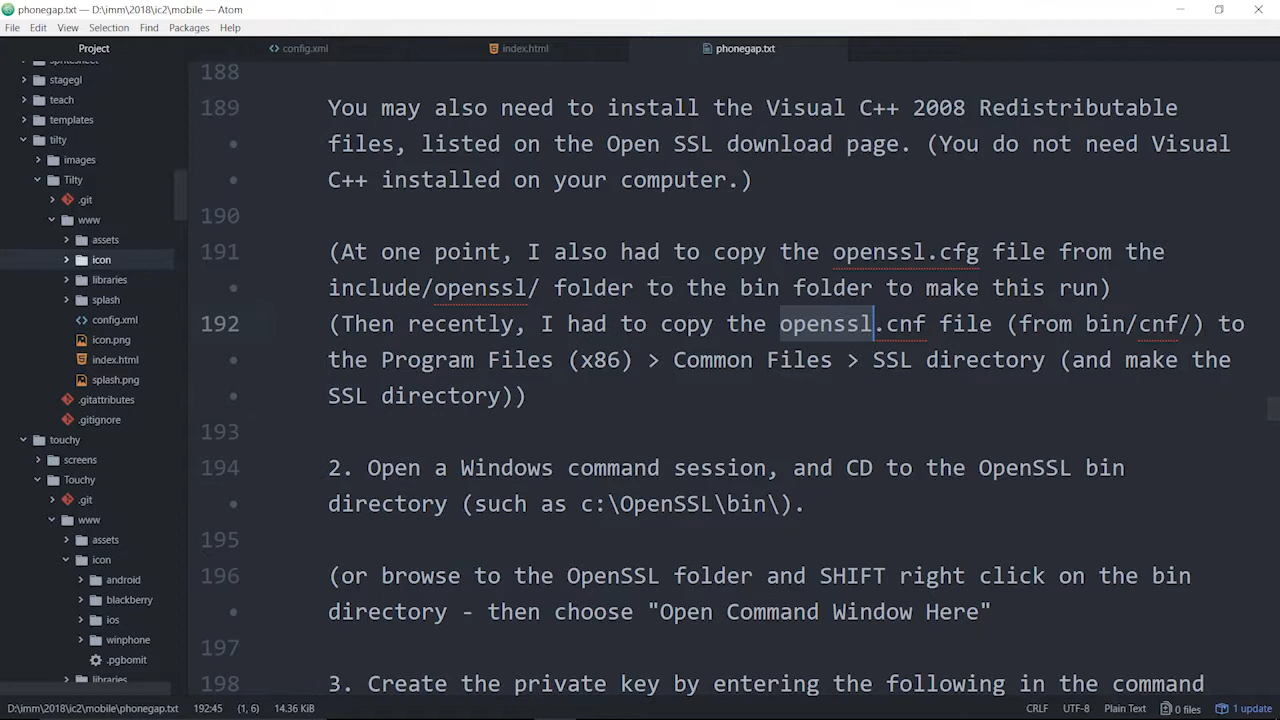 phonegap.txt — D:\imm\2018\ic2\mobile — Atom
File Edit View Selection Find Packages Help
Project
config.xml
index.html
phonegap.txt
stagegl
teach
templates
tilty
images
Tilty
.git
www
assets
icon
libraries
splash
config.xml
icon.png
index.html
splash.png
.gitattributes
.gitignore
touchy
screens
Touchy
.git
www
assets
icon
android
blackberry
ios
winphone
.pgbomit
libraries
188
189 You may also need to install the Visual C++ 2008 Redistributable
files, listed on the Open SSL download page. (You do not need Visual
C++ installed on your computer.)
190
191 (At one point, I also had to copy the openssl.cfg file from the
include/openssl/ folder to the bin folder to make this run)
192 (Then recently, I had to copy the openssl.cnf file (from bin/cnf/) to
the Program Files (x86) > Common Files > SSL directory (and make the
SSL directory))
193
194 2. Open a Windows command session, and CD to the OpenSSL bin
directory (such as c:\OpenSSL\bin\).
195
196 (or browse to the OpenSSL folder and SHIFT right click on the bin
directory - then choose "Open Command Window Here"
197
198 3. Create the private key by entering the following in the command
D:\imm\2018\ic2\mobile\phonegap.txt 192:45 (1, 6) 14.36 KiB CRLF UTF-8 Plain Text 0 files 1 update